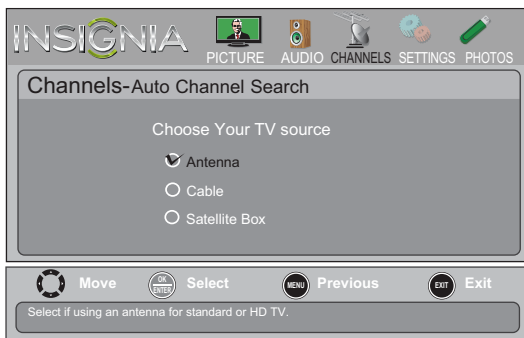 INSIGNIA
PICTURE AUDIO CHANNELS SETTINGS PHOTOS
Channels-Auto Channel Search
Choose Your TV source
Antenna
Cable
Satellite Box
Move OK ENTER Select MENU Previous EXIT Exit
Select if using an antenna for standard or HD TV.